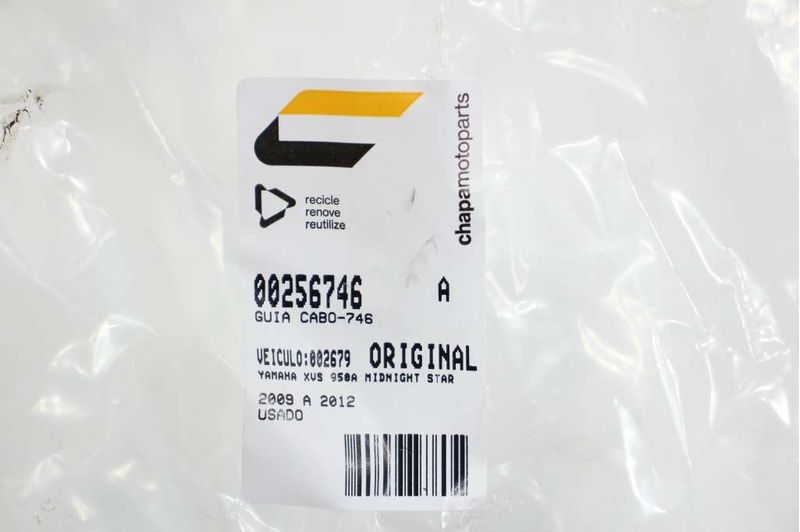 chapamotoparts
recicle
renove
reutilize
00256746 A
GUIA CABO-746
VEICULO:002679 ORIGINAL
YAMAHA XVS 950A MIDNIGHT STAR
2009 A 2012
USADO